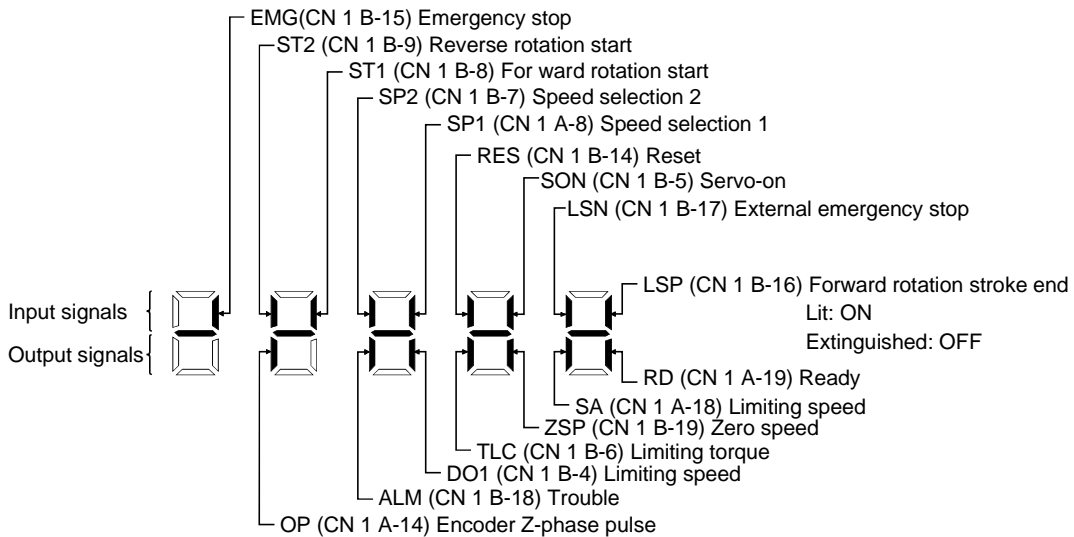 EMG(CN 1 B-15) Emergency stop
ST2 (CN 1 B-9) Reverse rotation start
ST1 (CN 1 B-8) For ward rotation start
SP2 (CN 1 B-7) Speed selection 2
SP1 (CN 1 A-8) Speed selection 1
RES (CN 1 B-14) Reset
SON (CN 1 B-5) Servo-on
LSN (CN 1 B-17) External emergency stop
LSP (CN 1 B-16) Forward rotation stroke end
Lit: ON
Extinguished: OFF
Input signals
Output signals
RD (CN 1 A-19) Ready
SA (CN 1 A-18) Limiting speed
ZSP (CN 1 B-19) Zero speed
TLC (CN 1 B-6) Limiting torque
DO1 (CN 1 B-4) Limiting speed
ALM (CN 1 B-18) Trouble
OP (CN 1 A-14) Encoder Z-phase pulse